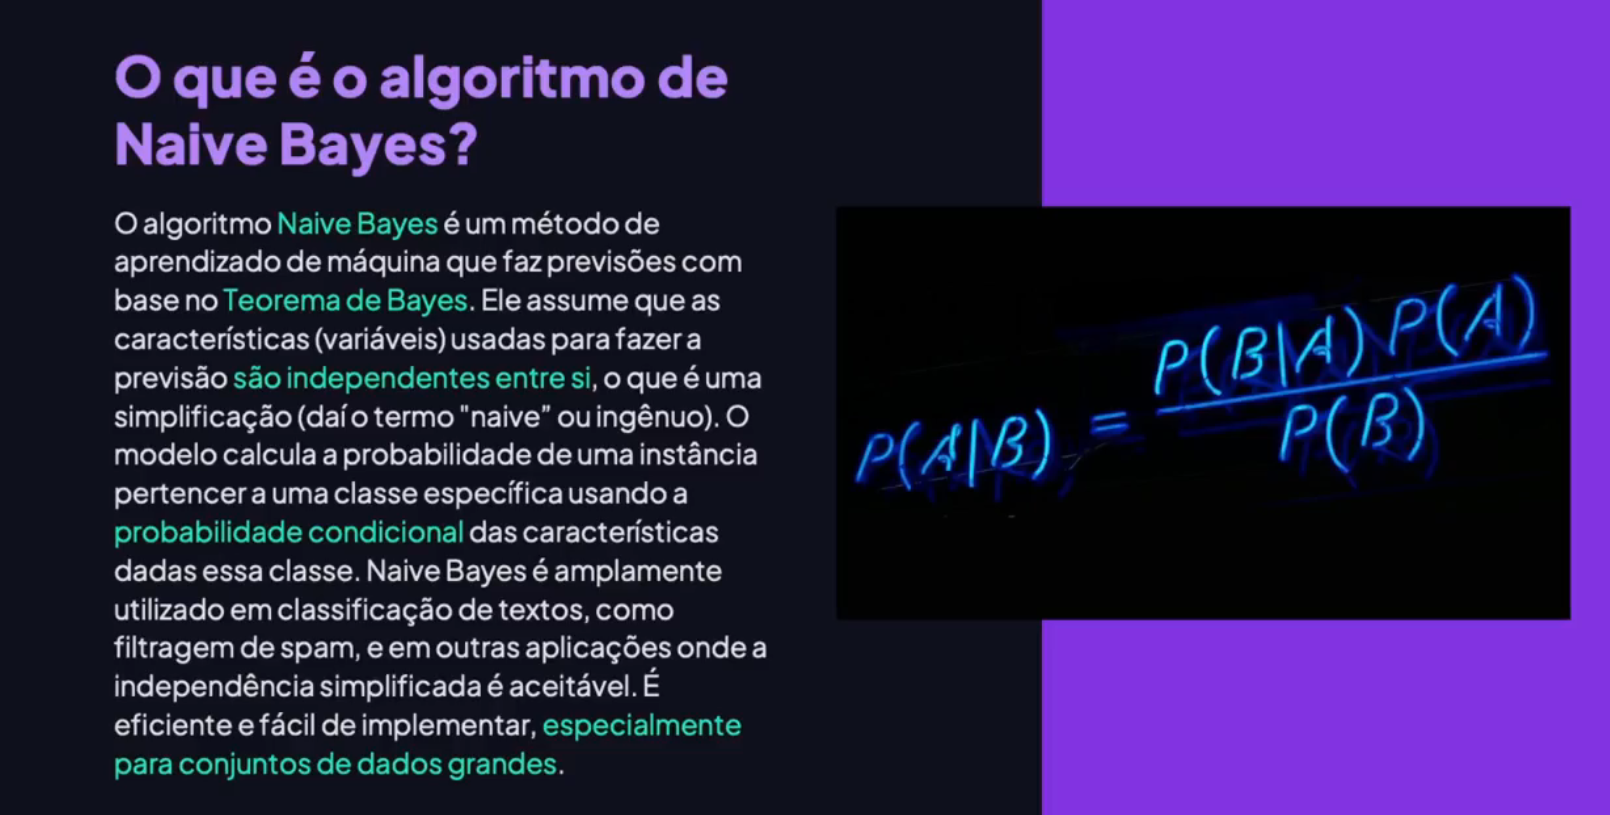 O que é o algoritmo de
Naive Bayes?
O algoritmo Naive Bayes é um método de
aprendizado de máquina que faz previsões com
base no Teorema de Bayes. Ele assume que as
características (variáveis) usadas para fazer a
previsão são independentes entre si, o que é uma
simplificação (daí o termo "naive” ou ingênuo). O
modelo calcula a probabilidade de uma instância
pertencer a uma classe específica usando a
probabilidade condicional das características
dadas essa classe. Naive Bayes é amplamente
utilizado em classificação de textos, como
filtragem de spam, e em outras aplicações onde a
independência simplificada é aceitável. É
eficiente e fácil de implementar, especialmente
para conjuntos de dados grandes.
P(A|B) = P(B|A) P(A)
P(B)